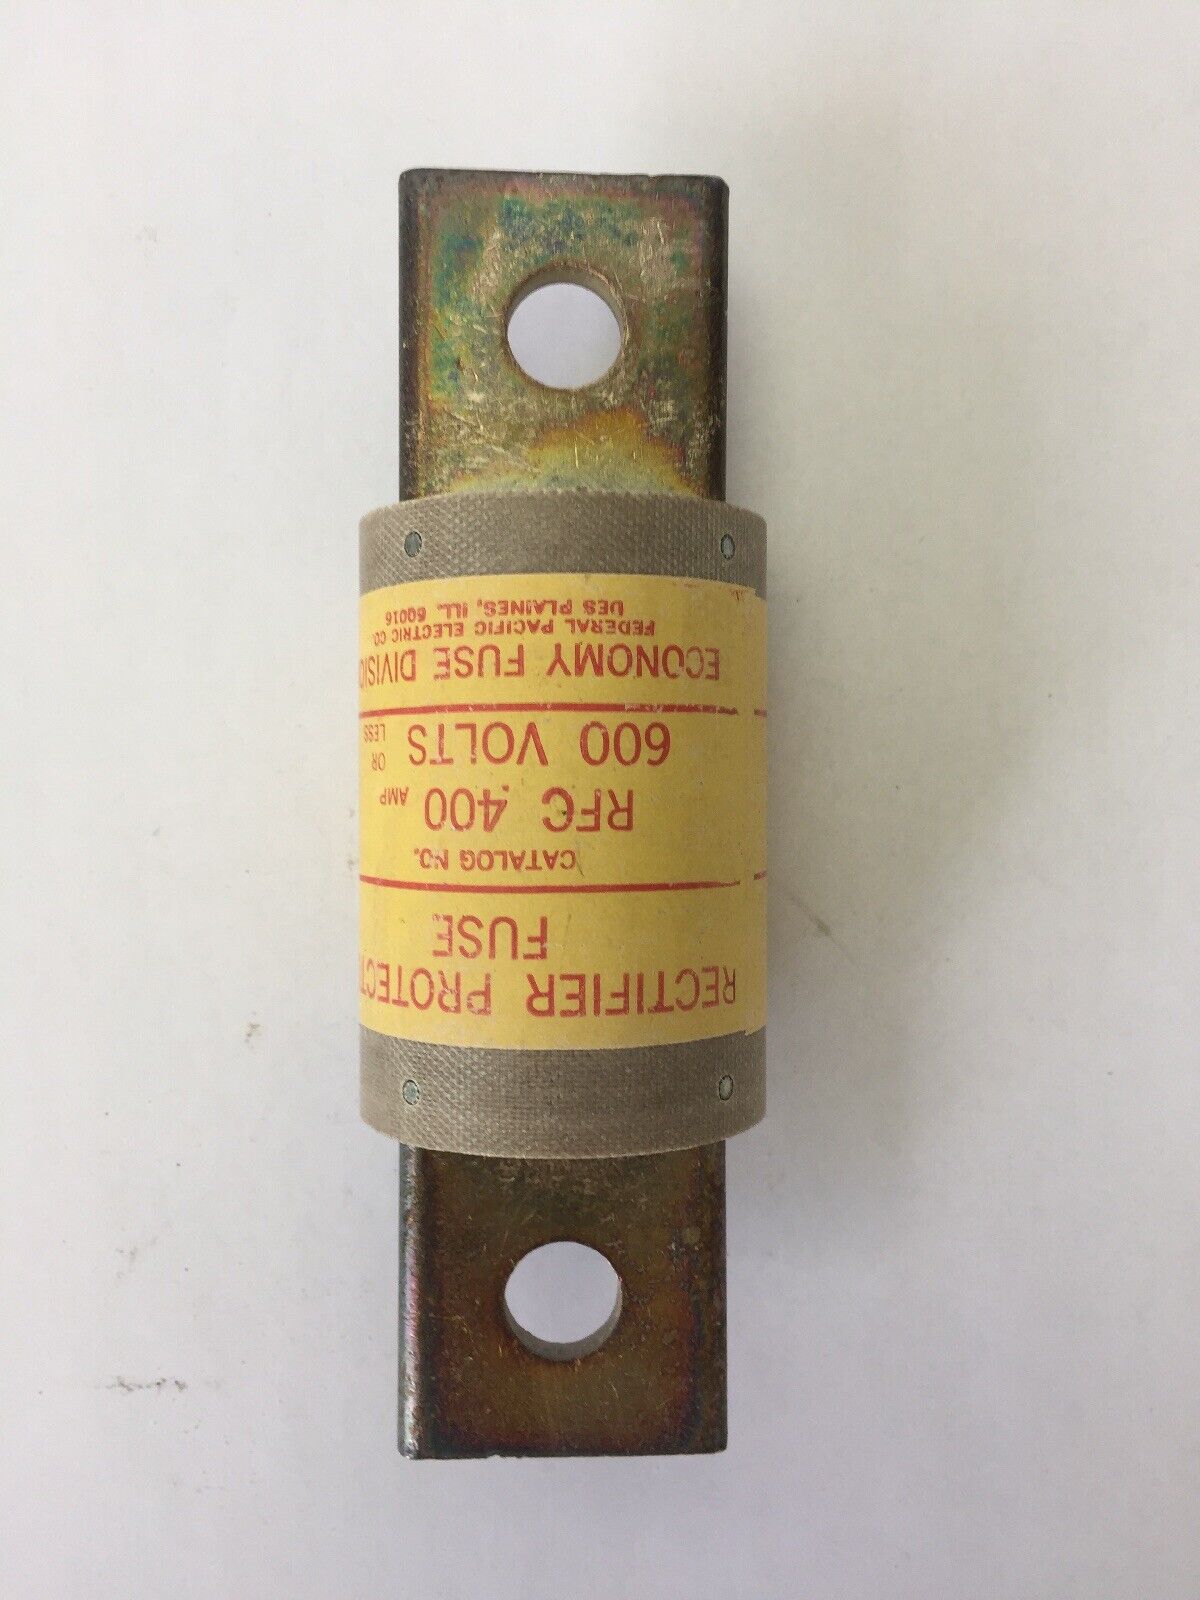 RECTIFIER PROTECT
FUSE
CATALOG NO.
RFC 400 AMP
600 VOLTS OR LESS
ECONOMY FUSE DIVISIO
FEDERAL PACIFIC ELECTRIC CO.
DES PLAINES, ILL. 60016